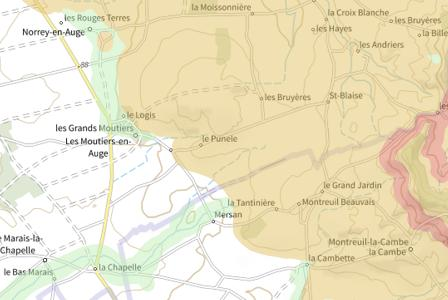 la Moissonnière
la Croix Blanche
les Rouges Terres
les Bruyères
Norrey-en-Auge
les Hayes
la Bille
les Andriers
88
les Bruyères
St-Blaise
les
le Logis
les Grands Moutiers
le Punele
Les Moutiers-en-
Auge
le Grand Jardin
la Tantinière
Montreuil Beauvais
Mersan
e Marais-la-
Chapelle
Montreuil-la-Cambe
la Cambe
la Cambette
le Bas Marais
la Chapelle